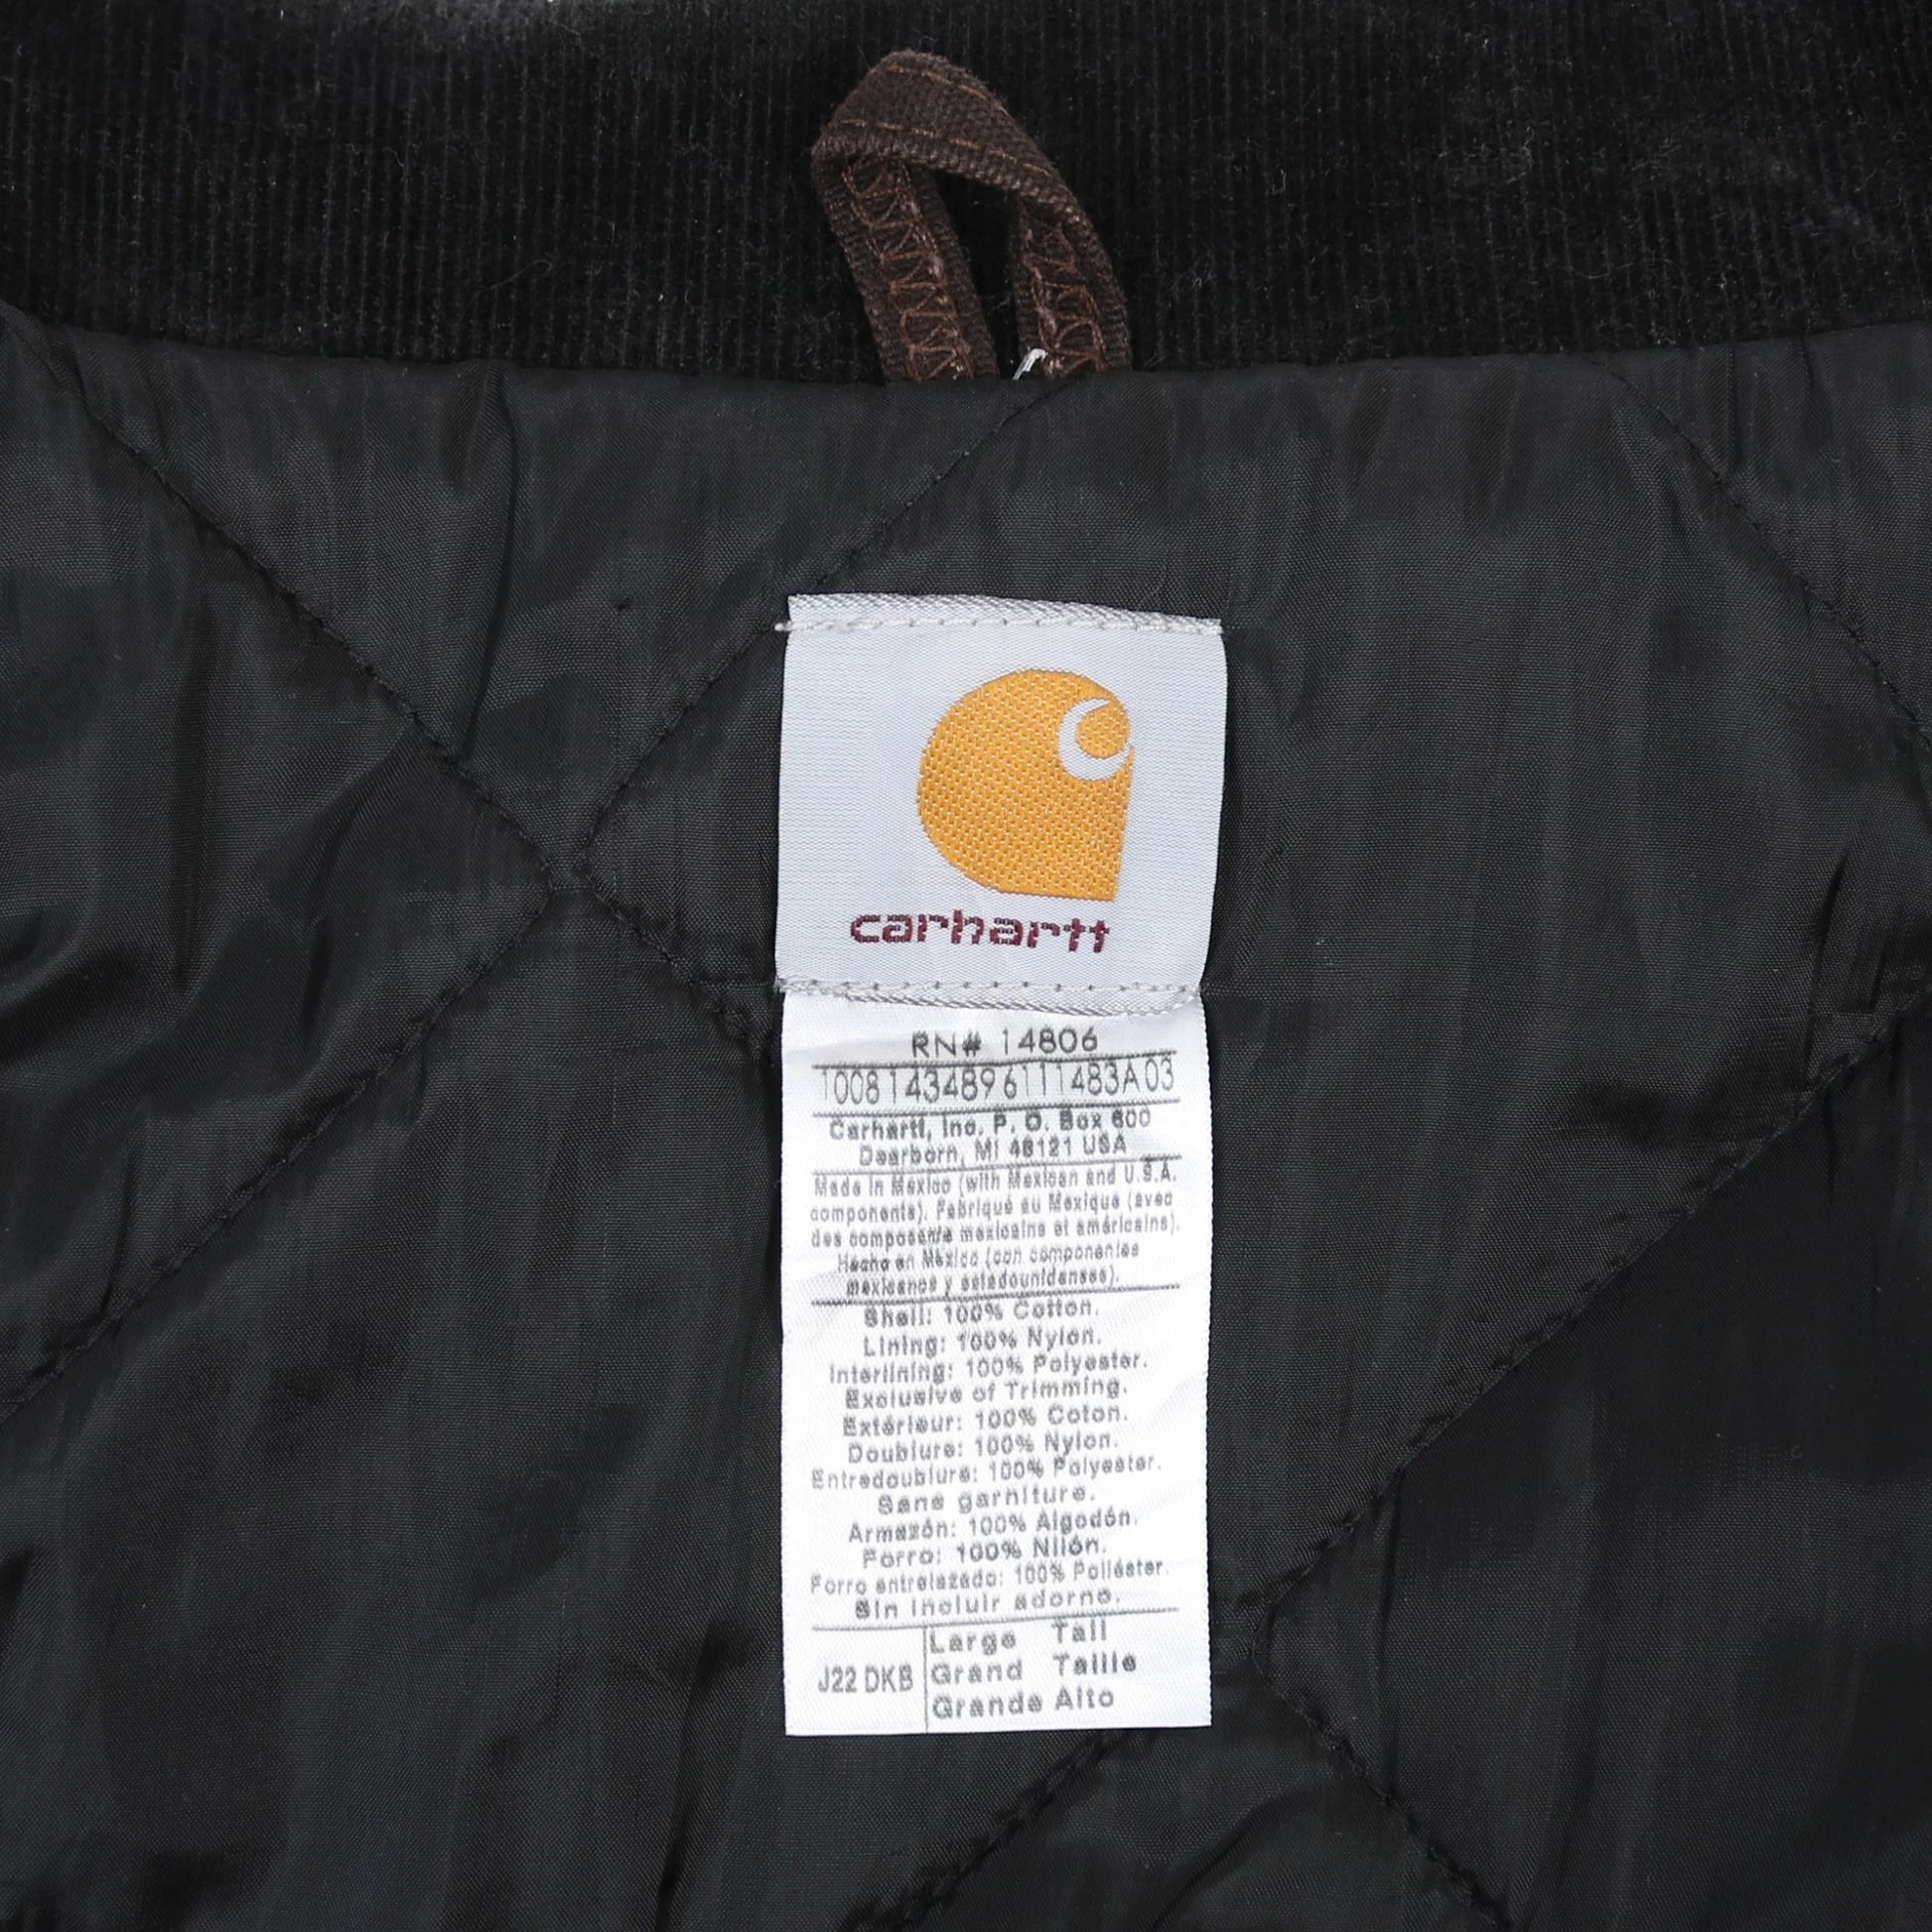 carhartt
RN# 14806
10081434896111483A03
Carhartt, Inc. P. O. Box 600
Dearborn, MI 48121 USA
Made in Mexico (with Mexican and U.S.A.
components). Fabriqué au Mexique (avec
des composants mexicains et américains).
Hecho en México (con componentes
mexicanos y estadounidenses).
Shell: 100% Cotton.
Lining: 100% Nylon.
Interlining: 100% Polyester.
Exclusive of Trimming.
Extérieur: 100% Coton.
Doublure: 100% Nylon.
Entredoublure: 100% Polyester.
Sans garniture.
Armazón: 100% Algodón.
Forro: 100% Nilón.
Forro entrelazado: 100% Poliéster.
Sin incluir adorno.
J22 DKB
Large Tall
Grand Taille
Grande Alto